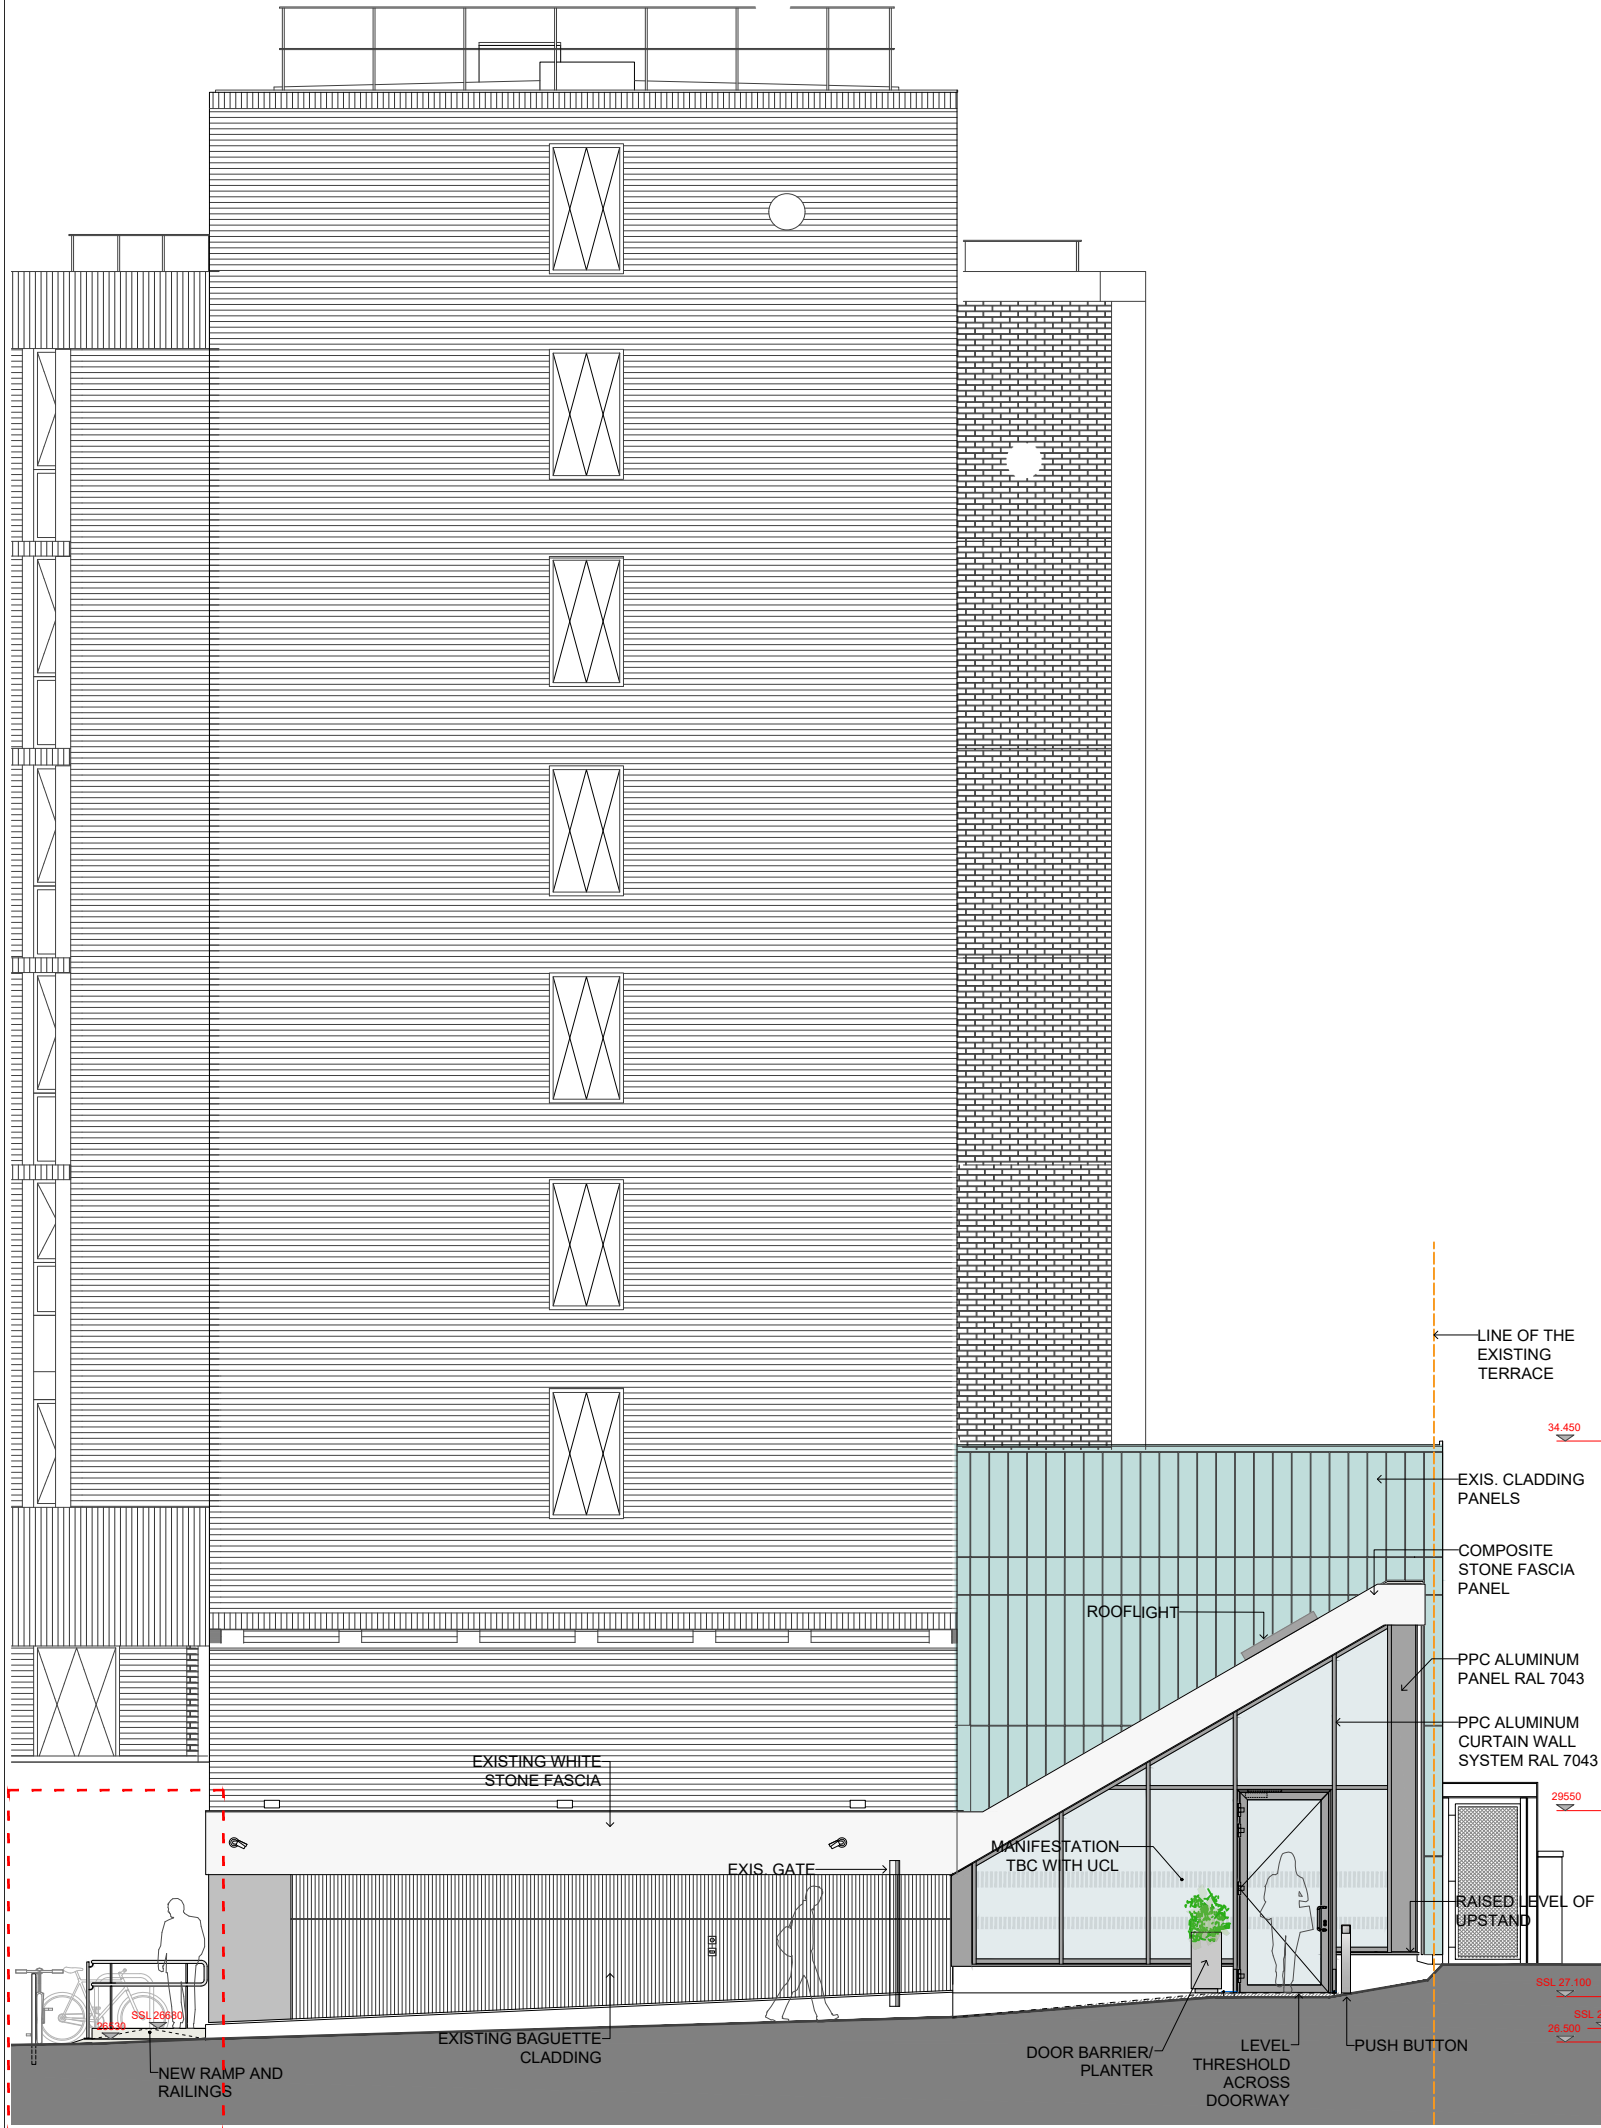 LINE OF THE
EXISTING
TERRACE
34.450
EXIS. CLADDING
PANELS
COMPOSITE
STONE FASCIA
PANEL
ROOFLIGHT
PPC ALUMINUM
PANEL RAL 7043
PPC ALUMINUM
CURTAIN WALL
SYSTEM RAL 7043
EXISTING WHITE
STONE FASCIA
29550
MANIFESTATION
TBC WITH UCL
EXIS. GATE
RAISED LEVEL OF
UPSTAND
SSL 27.100
SSL 2
26.500
SSL 26680
26630
EXISTING BAGUETTE
CLADDING
NEW RAMP AND
RAILINGS
DOOR BARRIER/
PLANTER
LEVEL
THRESHOLD
ACROSS
DOORWAY
PUSH BUTTON